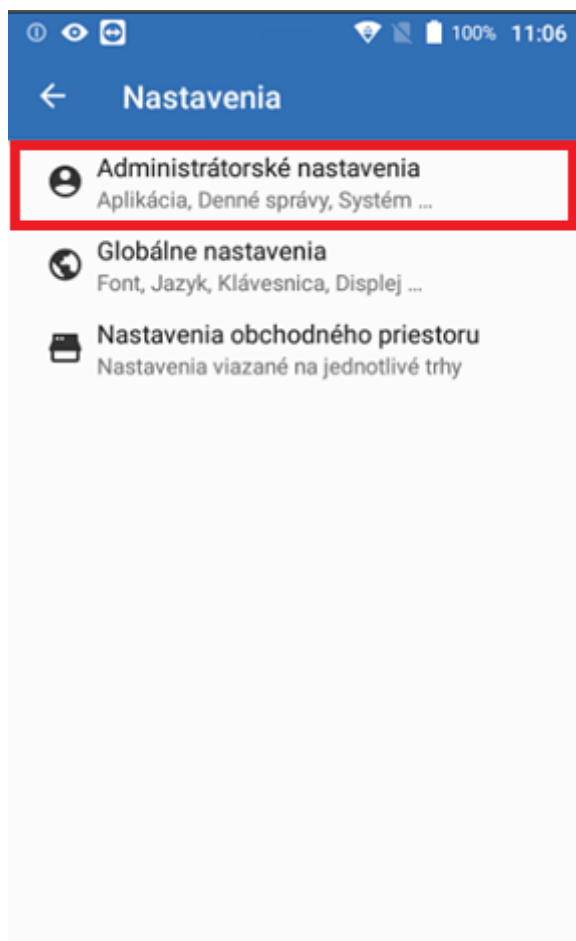 100% 11:06
Nastavenia
Administrátorské nastavenia
Aplikácia, Denné správy, Systém ...
Globálne nastavenia
Font, Jazyk, Klávesnica, Displej ...
Nastavenia obchodného priestoru
Nastavenia viazané na jednotlivé trhy